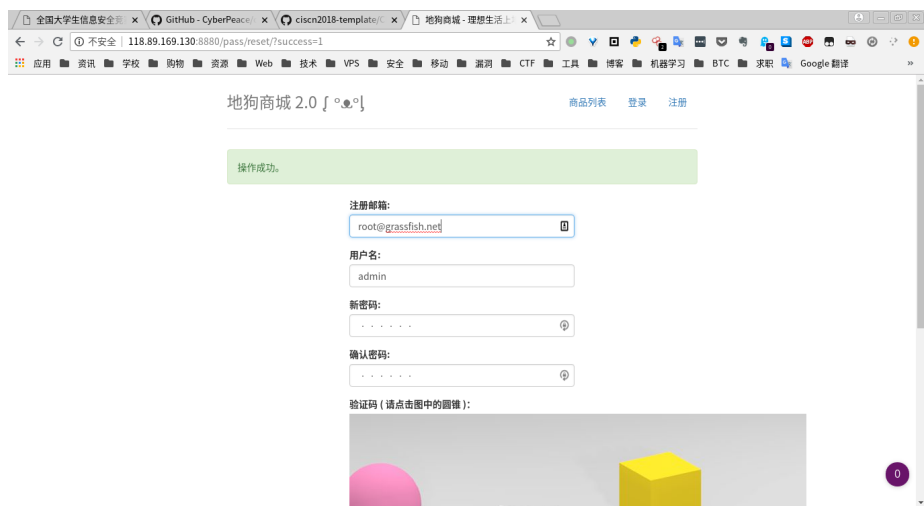 全国大学生信息安全竞
GitHub - CyberPeace/
ciscn2018-template/C
地狗商城 - 理想生活上
不安全 | 118.89.169.130:8880/pass/reset/?success=1
应用 资讯 学校 购物 资源 Web 技术 VPS 安全 移动 漏洞 CTF 工具 博客 机器学习 BTC 求职 Google 翻译 »
地狗商城 2.0
商品列表 登录 注册
操作成功。
注册邮箱:
root@grassfish.net
用户名:
admin
新密码:
······
确认密码:
······
验证码 ( 请点击图中的圆锥 ):
0